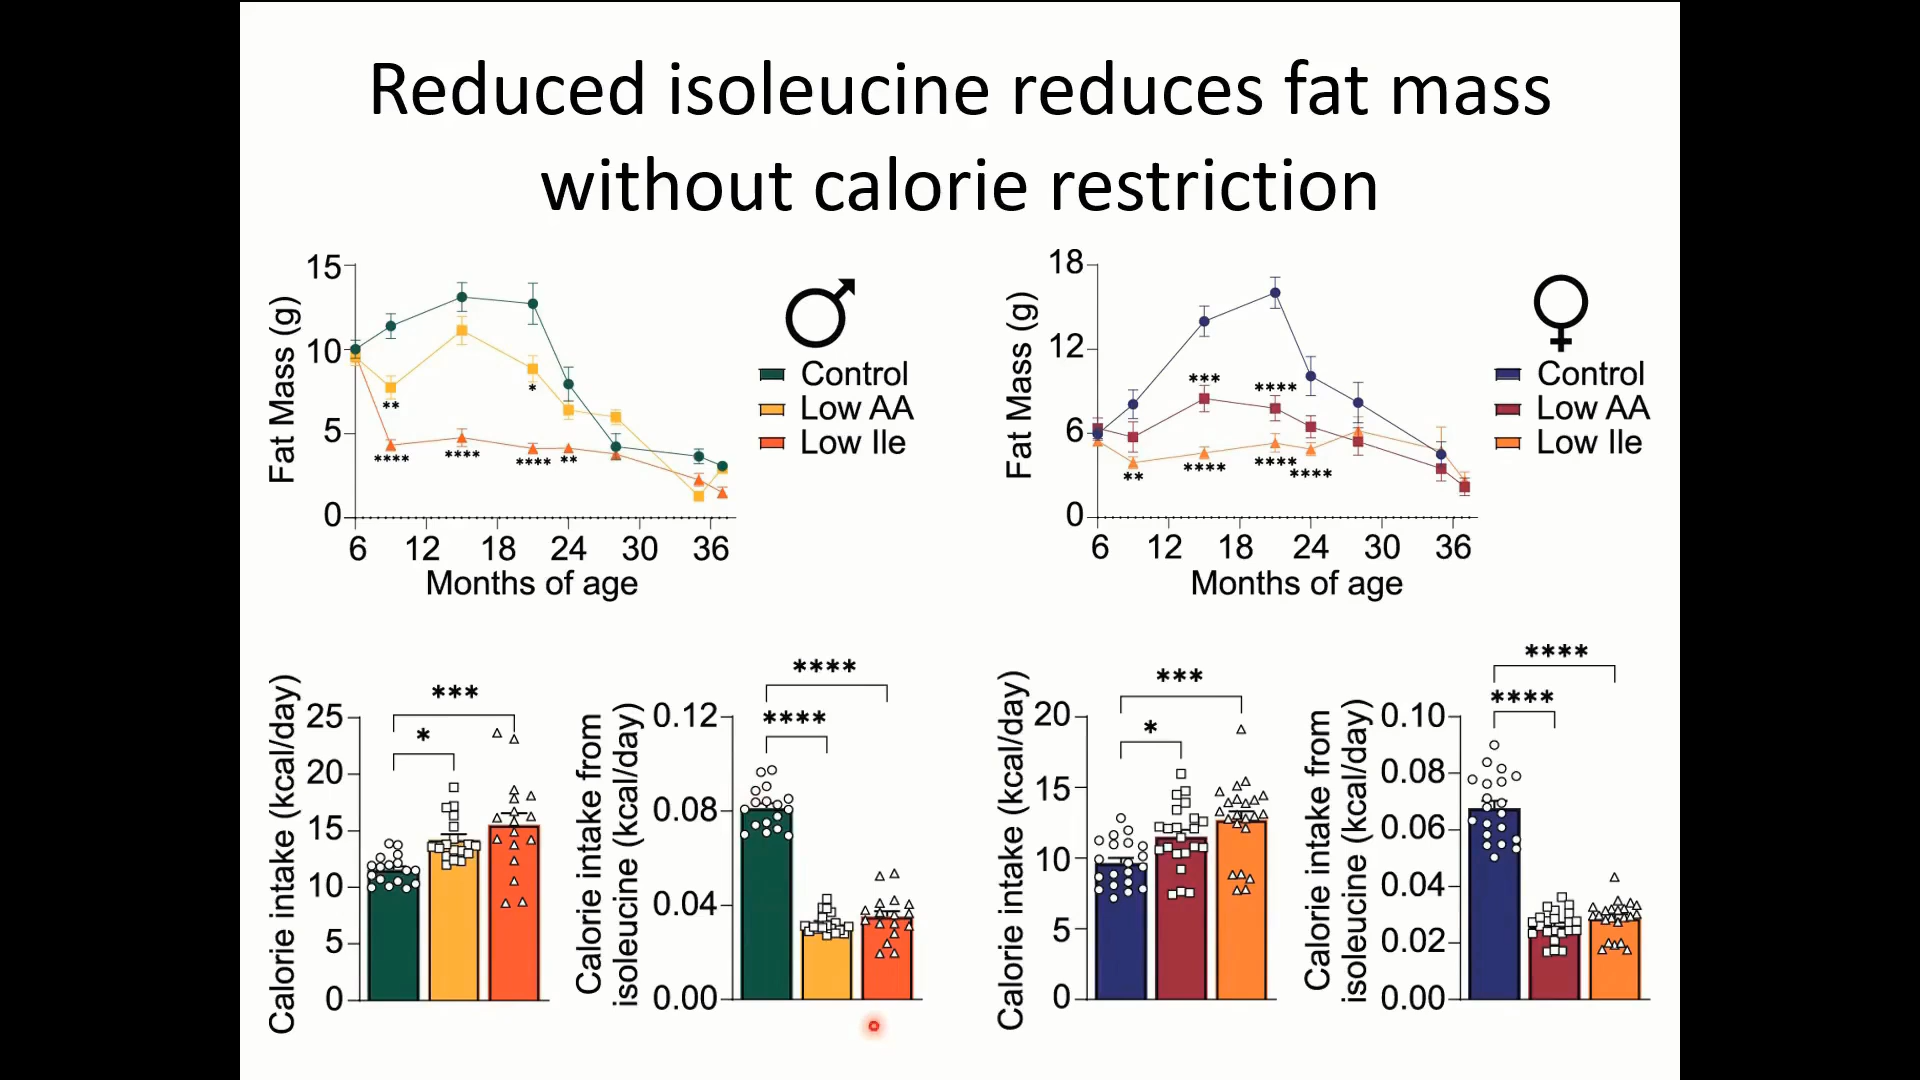 Reduced isoleucine reduces fat mass
without calorie restriction
Fat Mass (g)
15
10
5
0
** **** **** * **** **
6 12 18 24 30 36
Months of age
♂
Control
Low AA
Low Ile
Fat Mass (g)
18
12
6
0
** *** **** **** **** ****
6 12 18 24 30 36
Months of age
♀
Control
Low AA
Low Ile
Calorie intake (kcal/day)
25
20
15
10
5
0
***
*
Calorie intake from
isoleucine (kcal/day)
0.12
0.08
0.04
0.00
****
****
Calorie intake (kcal/day)
20
15
10
5
0
***
*
Calorie intake from
isoleucine (kcal/day)
0.10
0.08
0.06
0.04
0.02
0.00
****
****